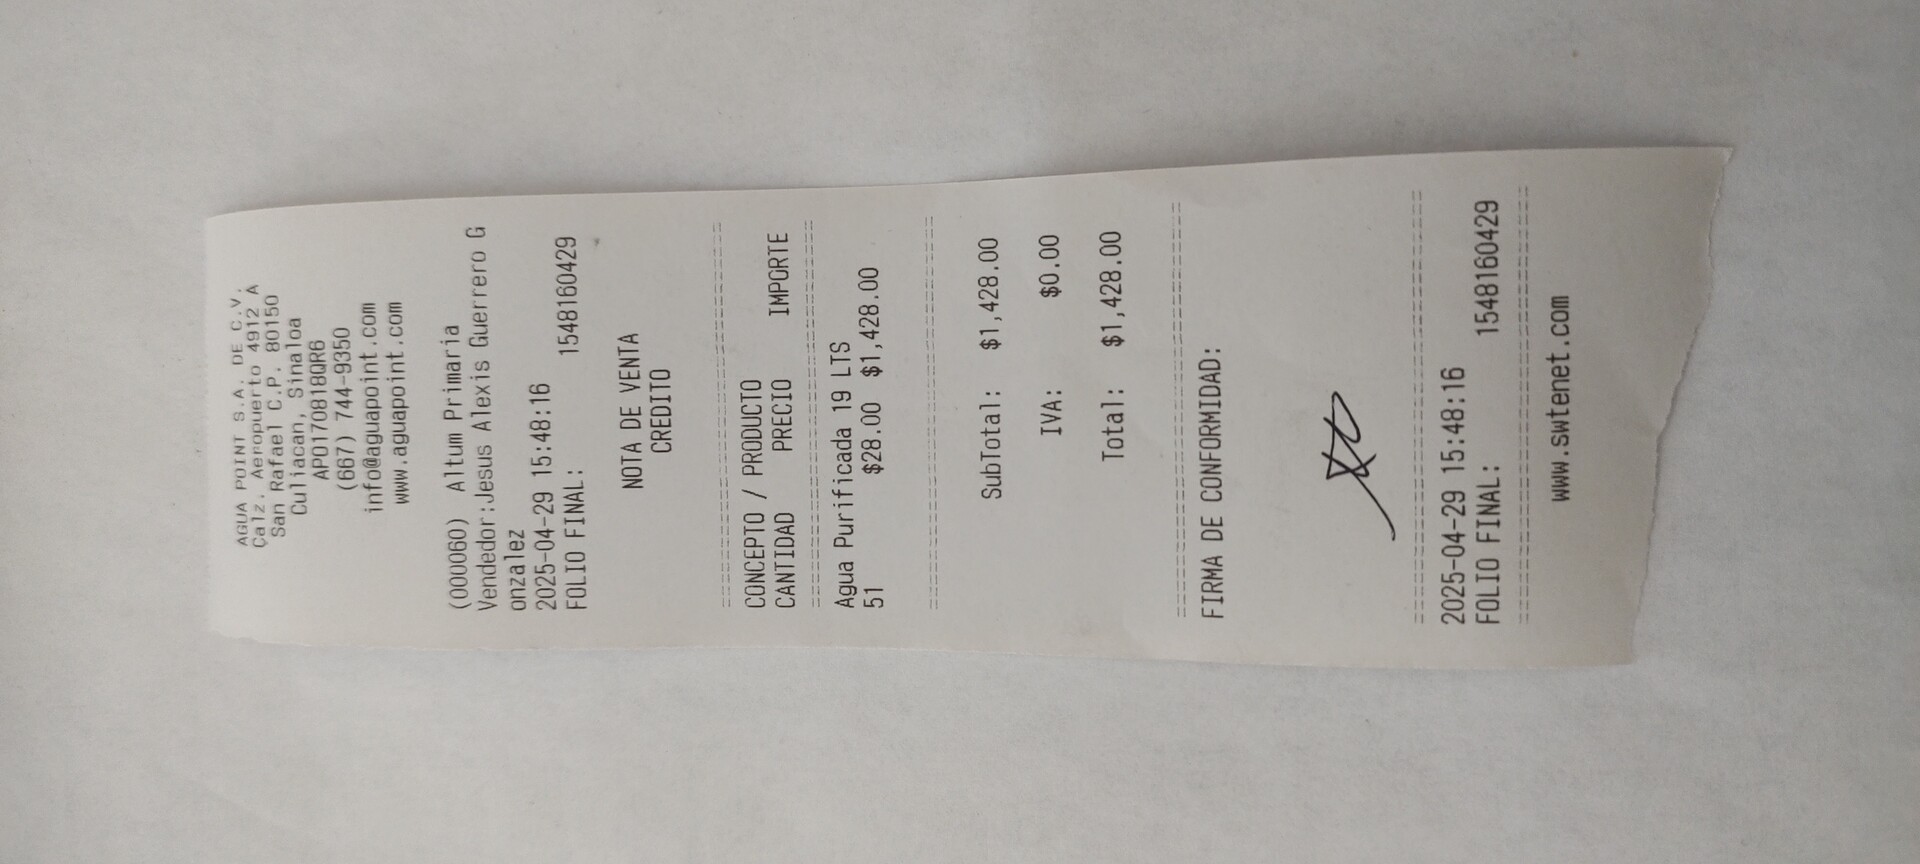 AGUA POINT S.A. DE C.V.
Calz. Aeropuerto 4912 A
San Rafael C.P. 80150
Culiacan, Sinaloa
APO170818QR6
(667) 744-9350
info@aguapoint.com
www.aguapoint.com
(000060) Altum Primaria
Vendedor:Jesus Alexis Guerrero G
onzalez
2025-04-29 15:48:16
FOLIO FINAL: 1548160429
NOTA DE VENTA
CREDITO
================================
CONCEPTO / PRODUCTO
CANTIDAD PRECIO IMPORTE
================================
Agua Purificada 19 LTS
51 $28.00 $1,428.00
================================
SubTotal: $1,428.00
IVA: $0.00
Total: $1,428.00
================================
FIRMA DE CONFORMIDAD:
================================
2025-04-29 15:48:16
FOLIO FINAL: 1548160429
================================
www.swtenet.com